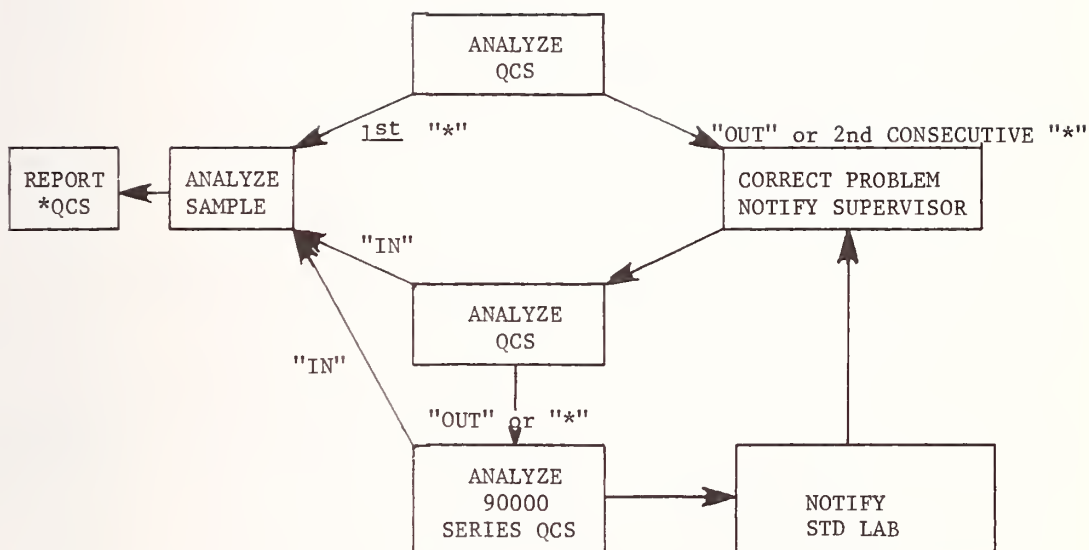 ANALYZE
QCS
1st "*"
"OUT" or 2nd CONSECUTIVE "*"
REPORT
*QCS
ANALYZE
SAMPLE
CORRECT PROBLEM
NOTIFY SUPERVISOR
"IN"
ANALYZE
QCS
"IN"
"OUT" or "*"
ANALYZE
90000
SERIES QCS
NOTIFY
STD LAB